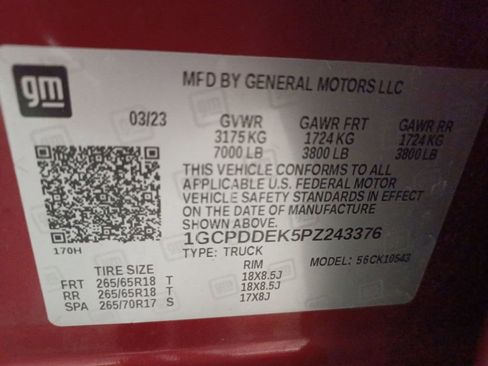 gm
MFD BY GENERAL MOTORS LLC
03/23 GVWR GAWR FRT GAWR RR
3175 KG 1724 KG 1724 KG
7000 LB 3800 LB 3800 LB
THIS VEHICLE CONFORMS TO ALL
APPLICABLE U.S. FEDERAL MOTOR
VEHICLE SAFETY STANDARDS IN EFFECT
ON THE DATE OF MANUFACTURE
SHOWN ABOVE.
1GCPDDEK5PZ243376
170H TYPE: TRUCK MODEL: 56CK10543
TIRE SIZE RIM
FRT 265/65R18 T 18X8.5J
RR 265/65R18 T 18X8.5J
SPA 265/70R17 S 17X8J